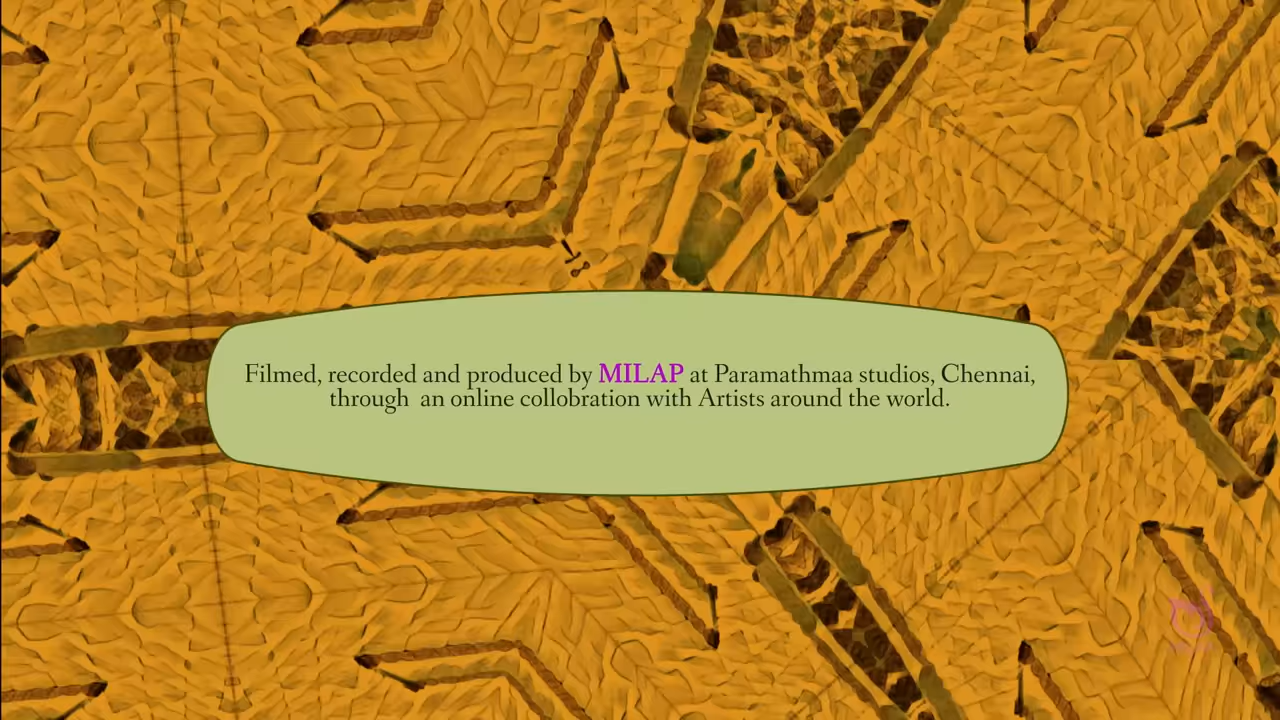 Filmed, recorded and produced by MILAP at Paramathmaa studios, Chennai,
through  an online collobration with Artists around the world.